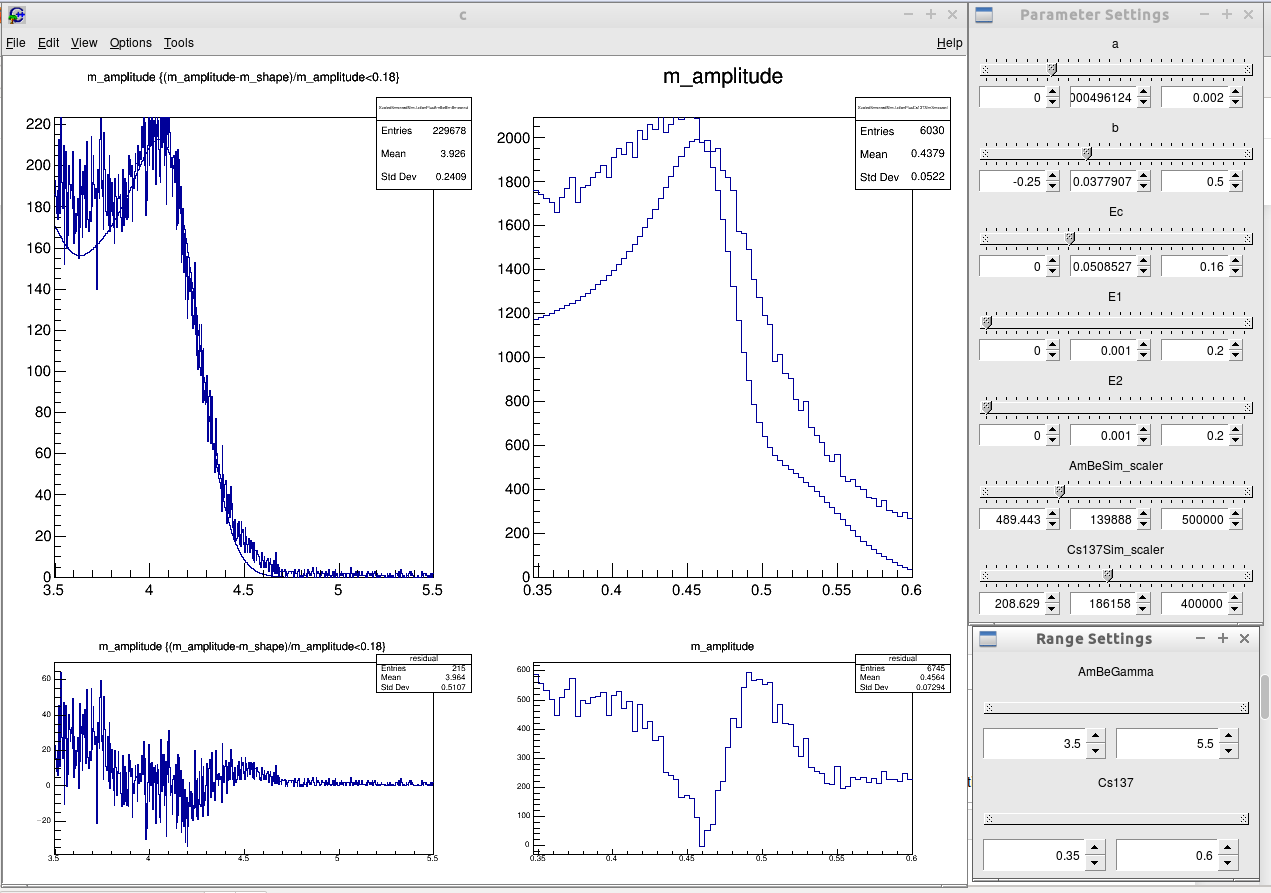 c
File Edit View Options Tools Help
m_amplitude {(m_amplitude-m_shape)/m_amplitude<0.18}
Entries 229678
Mean 3.926
Std Dev 0.2409
220
200
180
160
140
120
100
80
60
40
20
0
3.5 4 4.5 5 5.5
m_amplitude
Entries 6030
Mean 0.4379
Std Dev 0.0522
2000
1800
1600
1400
1200
1000
800
600
400
200
0
0.35 0.4 0.45 0.5 0.55 0.6
m_amplitude {(m_amplitude-m_shape)/m_amplitude<0.18}
residual
Entries 215
Mean 3.964
Std Dev 0.5107
60
40
20
0
−20
3.5 4 4.5 5 5.5
m_amplitude
residual
Entries 6745
Mean 0.4564
Std Dev 0.07294
600
500
400
300
200
100
0
0.35 0.4 0.45 0.5 0.55 0.6
Parameter Settings
a
0 000496124 0.002
b
-0.25 0.0377907 0.5
Ec
0 0.0508527 0.16
E1
0 0.001 0.2
E2
0 0.001 0.2
AmBeSim_scaler
489.443 139888 500000
Cs137Sim_scaler
208.629 186158 400000
Range Settings
AmBeGamma
3.5 5.5
Cs137
0.35 0.6